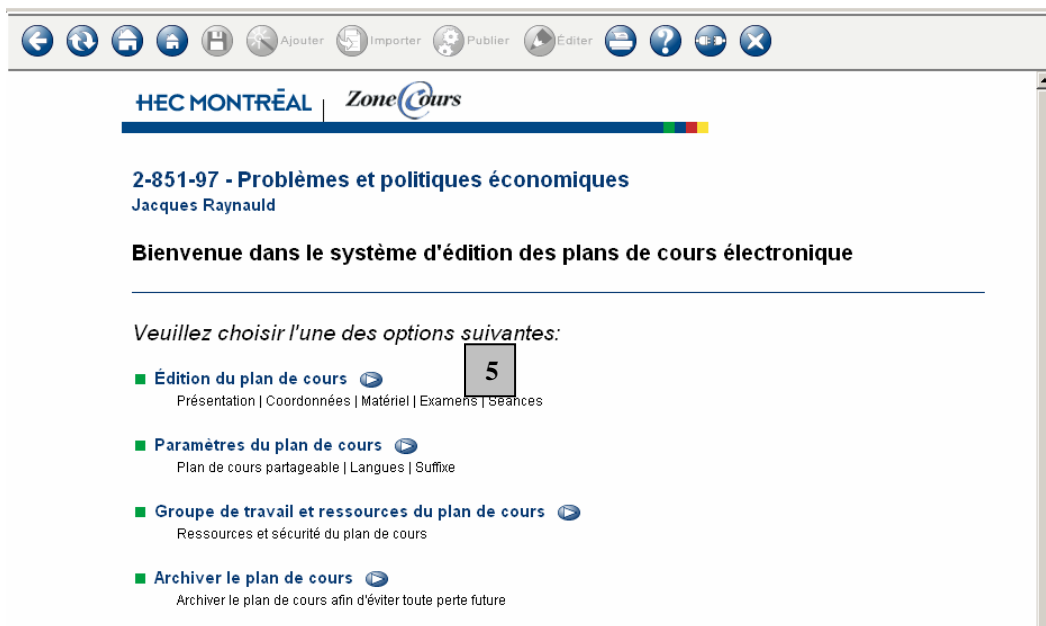 Ajouter Importer Publier Éditer
HEC MONTRĒAL | ZoneCours
2-851-97 - Problèmes et politiques économiques
Jacques Raynauld
Bienvenue dans le système d'édition des plans de cours électronique
Veuillez choisir l'une des options suivantes:
5
Édition du plan de cours
Présentation | Coordonnées | Matériel | Examens | Séances
Paramètres du plan de cours
Plan de cours partageable | Langues | Suffixe
Groupe de travail et ressources du plan de cours
Ressources et sécurité du plan de cours
Archiver le plan de cours
Archiver le plan de cours afin d'éviter toute perte future